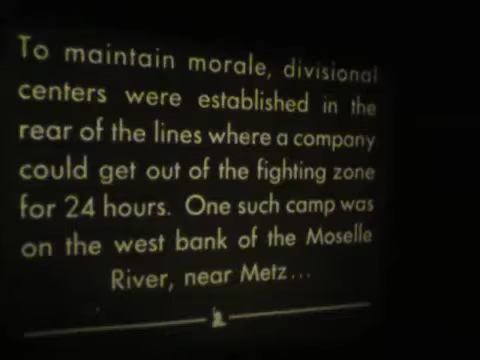 To maintain morale, divisional
centers were established in the
rear of the lines where a company
could get out of the fighting zone
for 24 hours. One such camp was
on the west bank of the Moselle
River, near Metz...